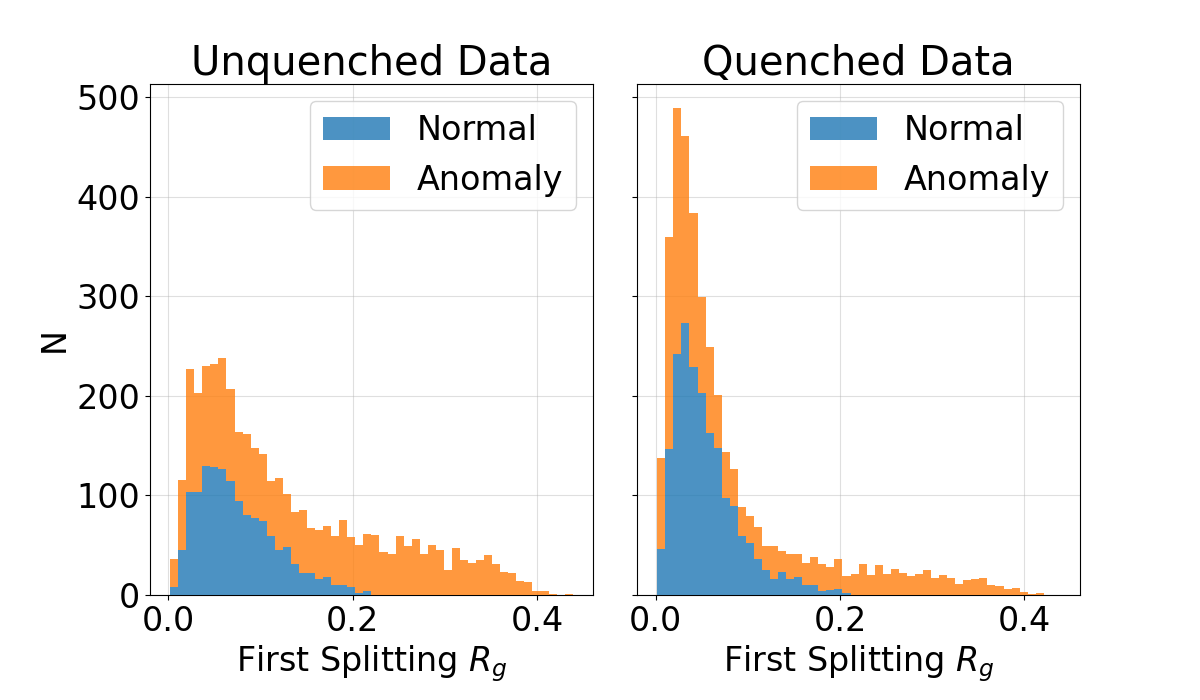 Unquenched Data
Quenched Data
500
400
300
200
100
0
N
Normal
Anomaly
Normal
Anomaly
0.0 0.2 0.4
0.0 0.2 0.4
First Splitting $R_g$
First Splitting $R_g$